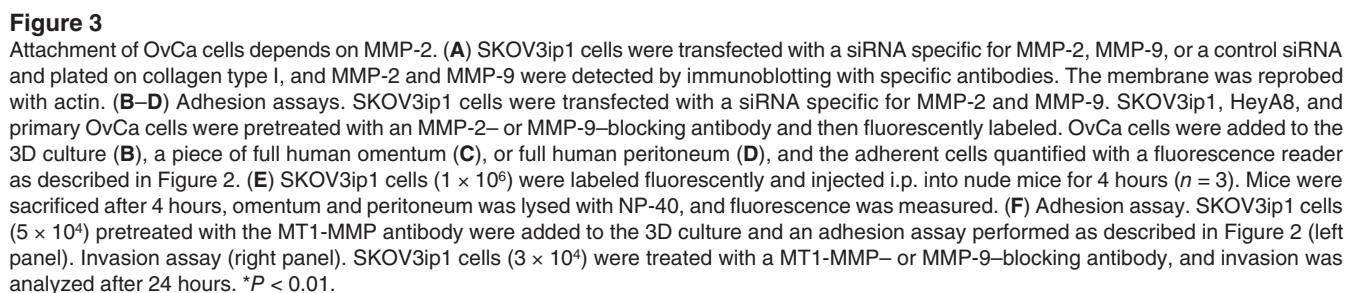 Figure 3
Attachment of OvCa cells depends on MMP-2. (A) SKOV3ip1 cells were transfected with a siRNA specific for MMP-2, MMP-9, or a control siRNA
and plated on collagen type I, and MMP-2 and MMP-9 were detected by immunoblotting with specific antibodies. The membrane was reprobed
with actin. (B–D) Adhesion assays. SKOV3ip1 cells were transfected with a siRNA specific for MMP-2 and MMP-9. SKOV3ip1, HeyA8, and
primary OvCa cells were pretreated with an MMP-2– or MMP-9–blocking antibody and then fluorescently labeled. OvCa cells were added to the
3D culture (B), a piece of full human omentum (C), or full human peritoneum (D), and the adherent cells quantified with a fluorescence reader
as described in Figure 2. (E) SKOV3ip1 cells (1 × 10⁶) were labeled fluorescently and injected i.p. into nude mice for 4 hours (n = 3). Mice were
sacrificed after 4 hours, omentum and peritoneum was lysed with NP-40, and fluorescence was measured. (F) Adhesion assay. SKOV3ip1 cells
(5 × 10⁴) pretreated with the MT1-MMP antibody were added to the 3D culture and an adhesion assay performed as described in Figure 2 (left
panel). Invasion assay (right panel). SKOV3ip1 cells (3 × 10⁴) were treated with a MT1-MMP– or MMP-9–blocking antibody, and invasion was
analyzed after 24 hours. *P < 0.01.